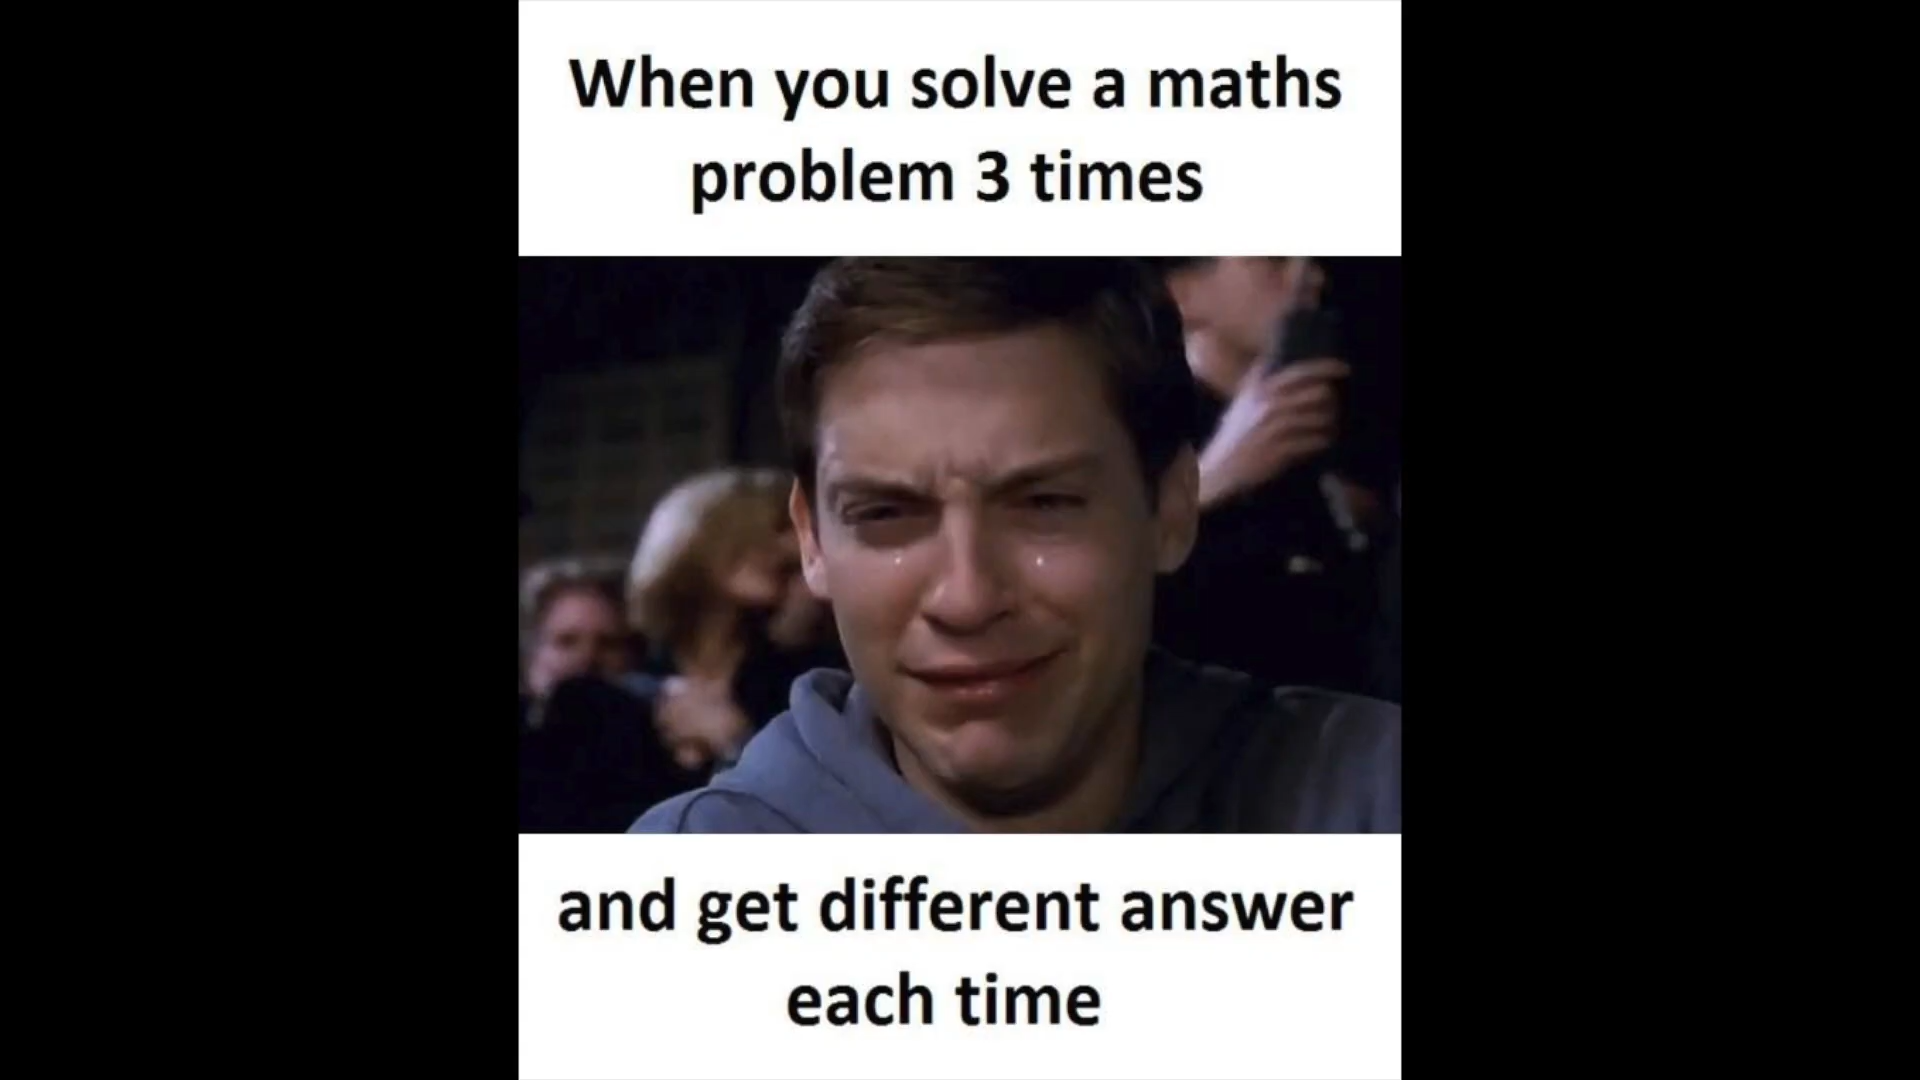 When you solve a maths
problem 3 times
and get different answer
each time